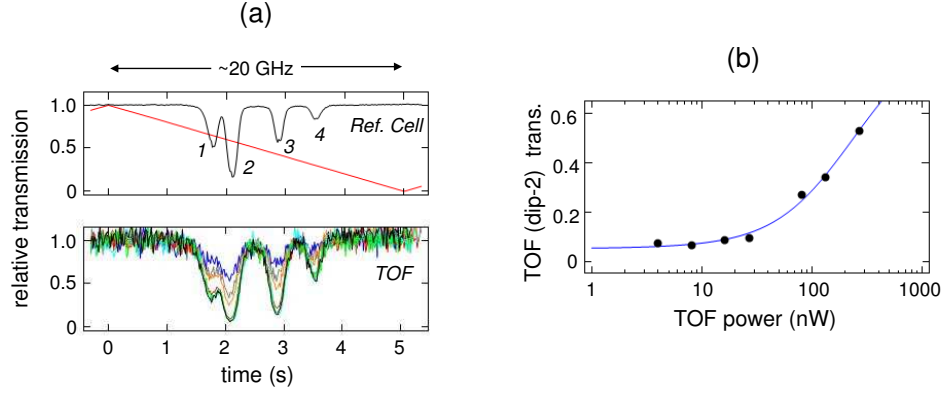 (a)
~20 GHz
relative transmission
1.0
0.5
0
1
2
3
4
Ref. Cell
1.0
0.5
0
TOF
0 1 2 3 4 5
time (s)
(b)
TOF (dip-2) trans.
0.6
0.4
0.2
0
1 10 100 1000
TOF power (nW)